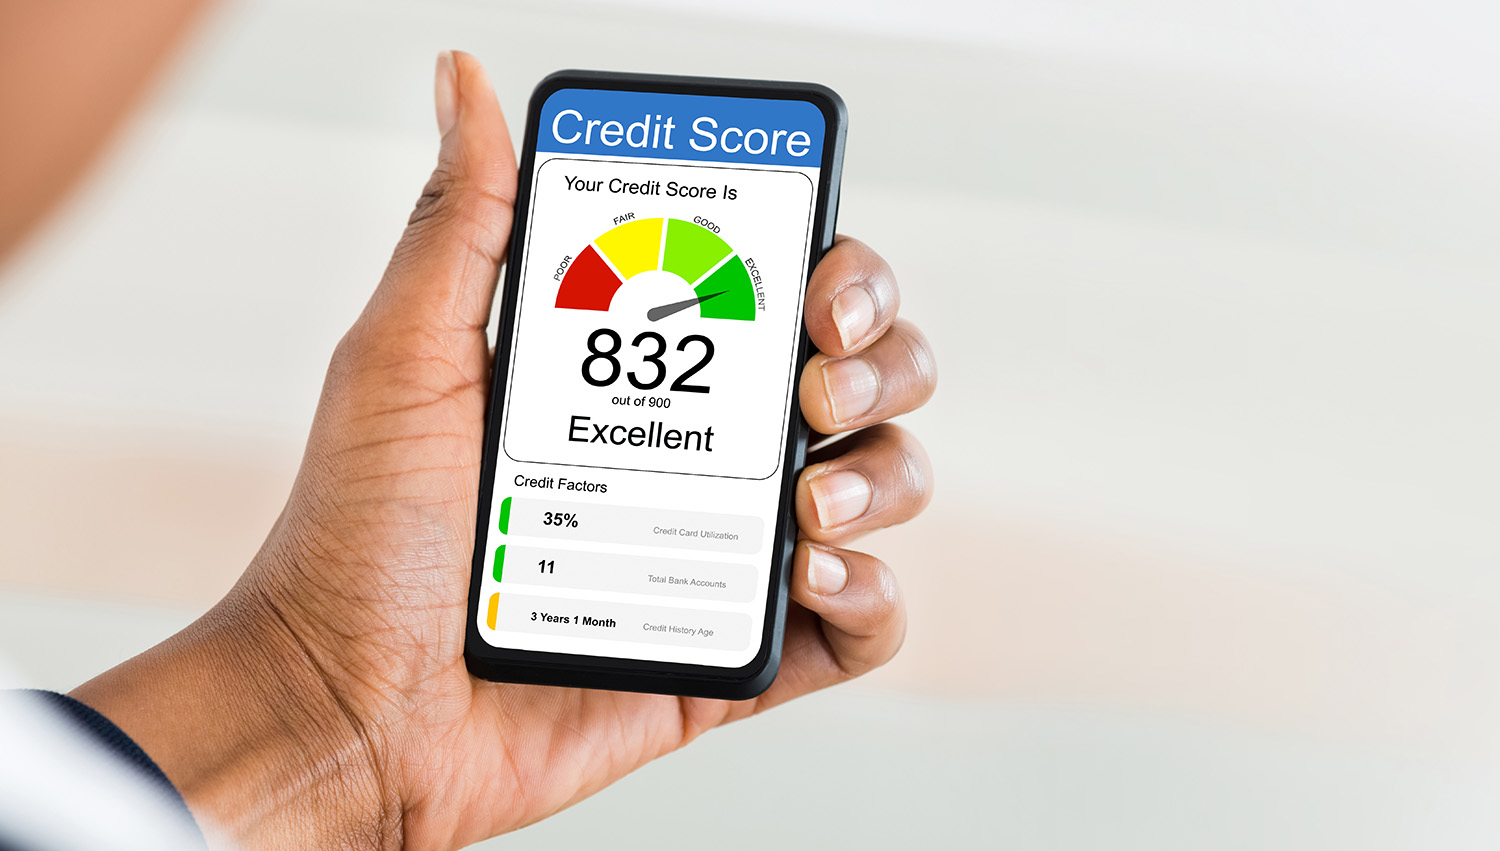 Credit Score
Your Credit Score Is
POOR
FAIR
GOOD
EXCELLENT
832
out of 900
Excellent
Credit Factors
35% Credit Card Utilization
11 Total Bank Accounts
3 Years 1 Month Credit History Age